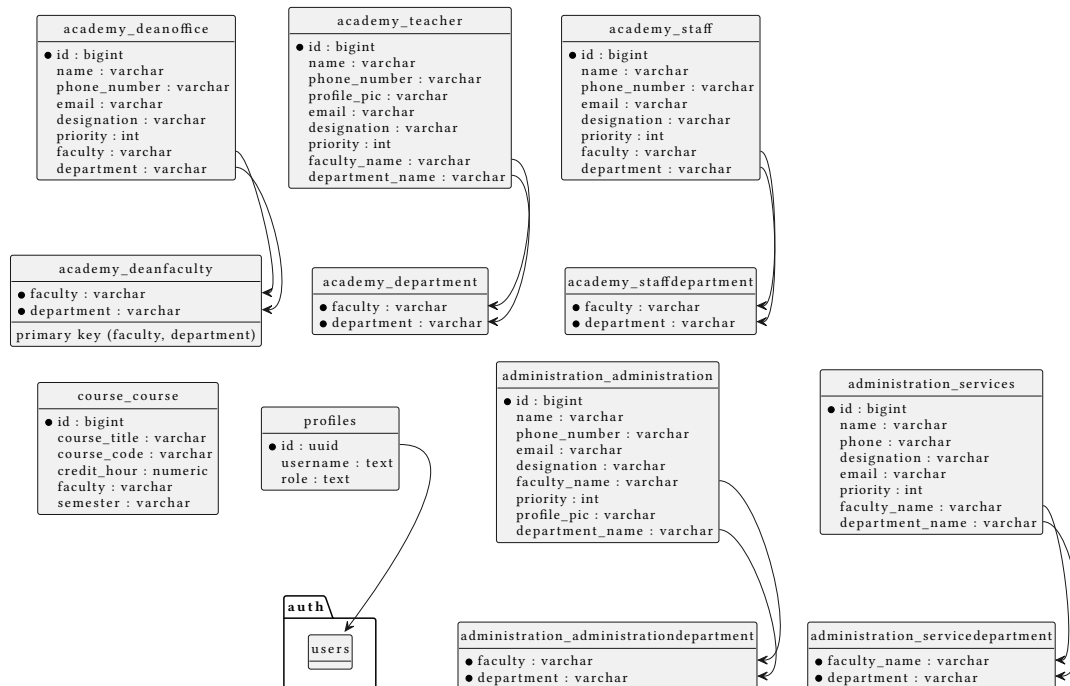 academy_deanoffice
id : bigint
name : varchar
phone_number : varchar
email : varchar
designation : varchar
priority : int
faculty : varchar
department : varchar
academy_teacher
id : bigint
name : varchar
phone_number : varchar
profile_pic : varchar
email : varchar
designation : varchar
priority : int
faculty_name : varchar
department_name : varchar
academy_staff
id : bigint
name : varchar
phone_number : varchar
email : varchar
designation : varchar
priority : int
faculty : varchar
department : varchar
academy_deanfaculty
faculty : varchar
department : varchar
primary key (faculty, department)
academy_department
faculty : varchar
department : varchar
academy_staffdepartment
faculty : varchar
department : varchar
course_course
id : bigint
course_title : varchar
course_code : varchar
credit_hour : numeric
faculty : varchar
semester : varchar
profiles
id : uuid
username : text
role : text
administration_administration
id : bigint
name : varchar
phone_number : varchar
email : varchar
designation : varchar
faculty_name : varchar
priority : int
profile_pic : varchar
department_name : varchar
administration_services
id : bigint
name : varchar
phone : varchar
designation : varchar
email : varchar
priority : int
faculty_name : varchar
department_name : varchar
auth
users
administration_administrationdepartment
faculty : varchar
department : varchar
administration_servicedepartment
faculty_name : varchar
department : varchar